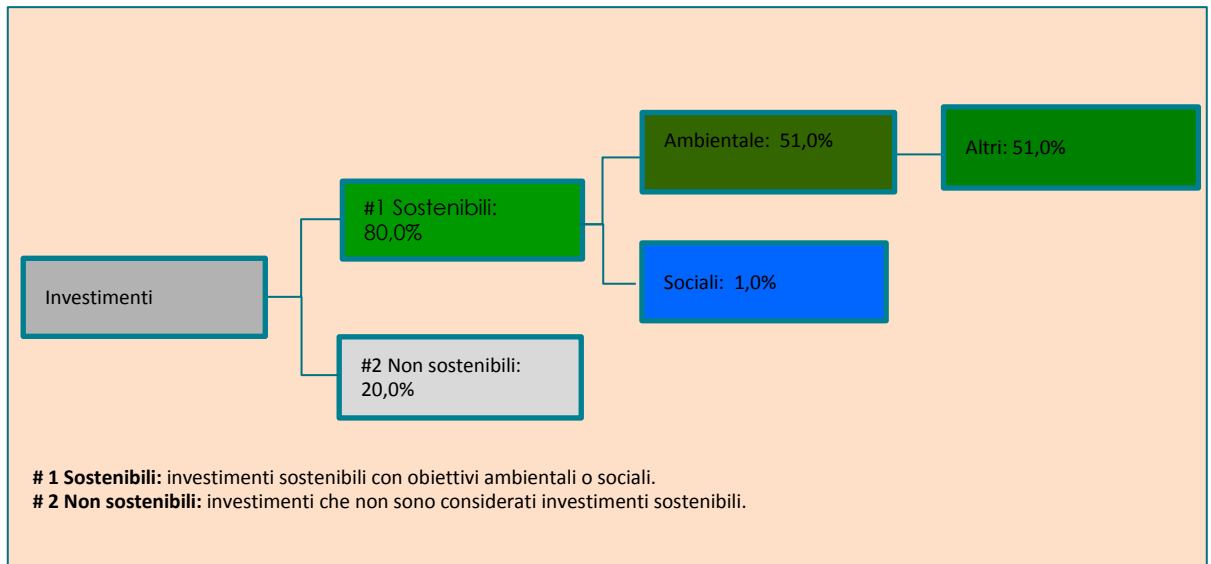 Investimenti
#1 Sostenibili:
80,0%
#2 Non sostenibili:
20,0%
Ambientale: 51,0%
Sociali: 1,0%
Altri: 51,0%
# 1 Sostenibili: investimenti sostenibili con obiettivi ambientali o sociali.
# 2 Non sostenibili: investimenti che non sono considerati investimenti sostenibili.